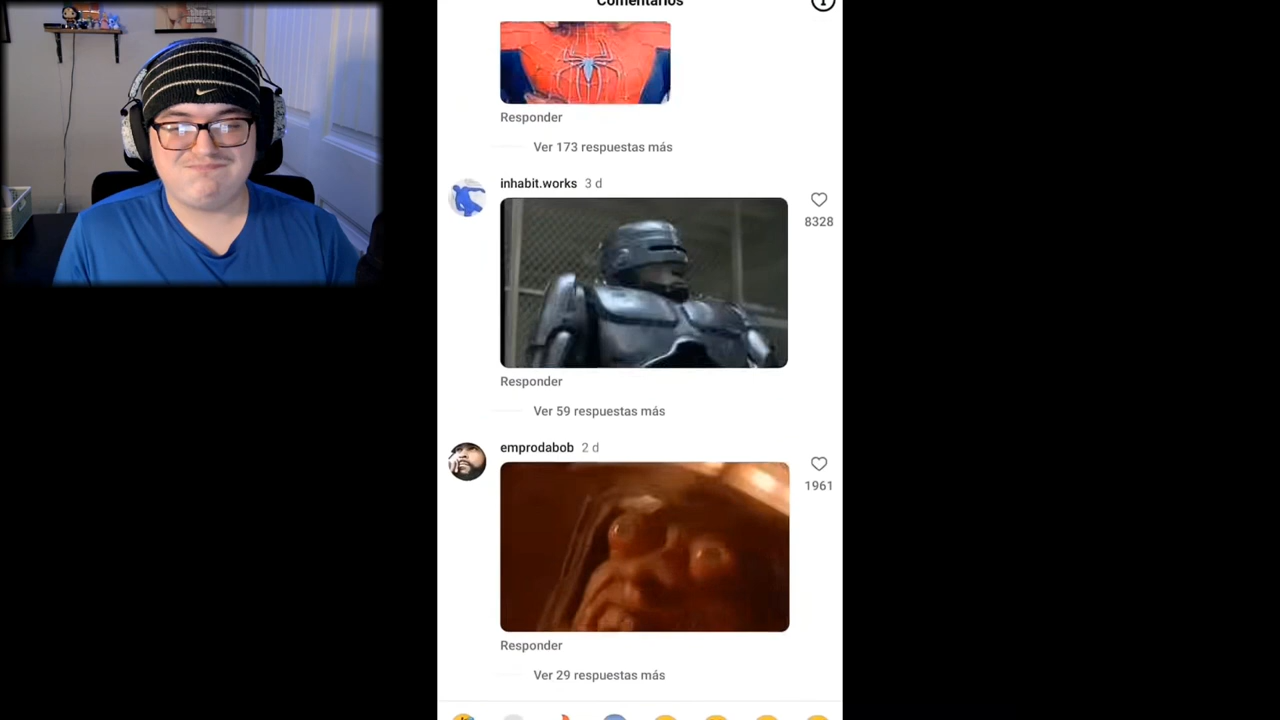 Comentarios
Responder
Ver 173 respuestas más
inhabit.works 3 d
8328
Responder
Ver 59 respuestas más
emprodabob 2 d
1961
Responder
Ver 29 respuestas más